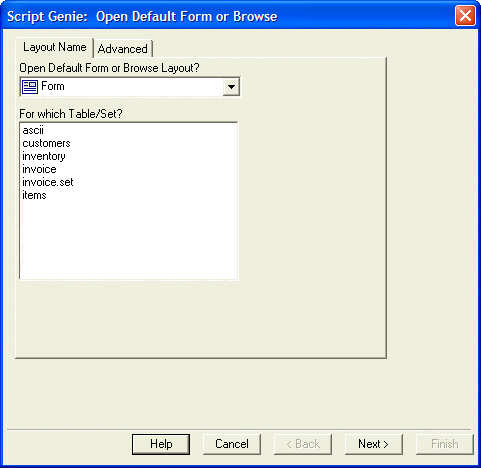 Script Genie: Open Default Form or Browse
Layout Name
Advanced
Open Default Form or Browse Layout?
Form
For which Table/Set?
ascii
customers
inventory
invoice
invoice.set
items
Help
Cancel
< Back
Next >
Finish